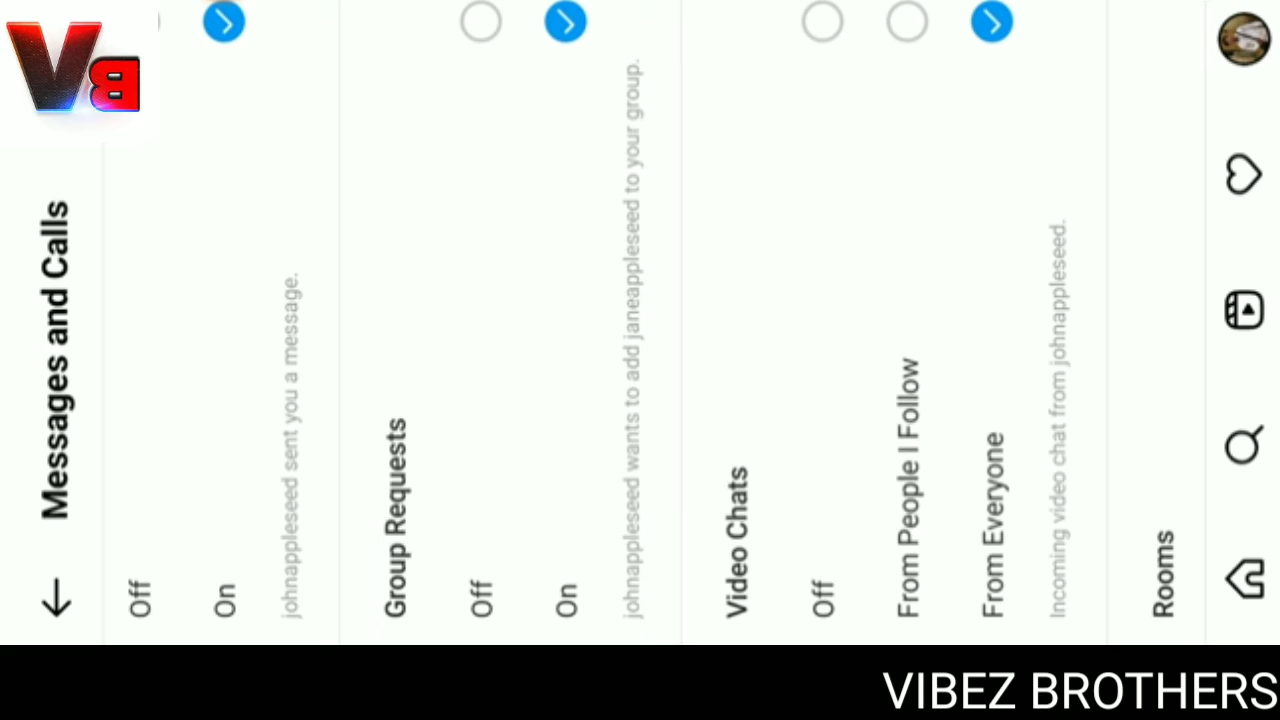 VB
Messages and Calls
Off
On
johnappleseed sent you a message.
Group Requests
Off
On
johnappleseed wants to add janeappleseed to your group.
Video Chats
Off
From People I Follow
From Everyone
Incoming video chat from johnappleseed.
Rooms
VIBEZ BROTHERS